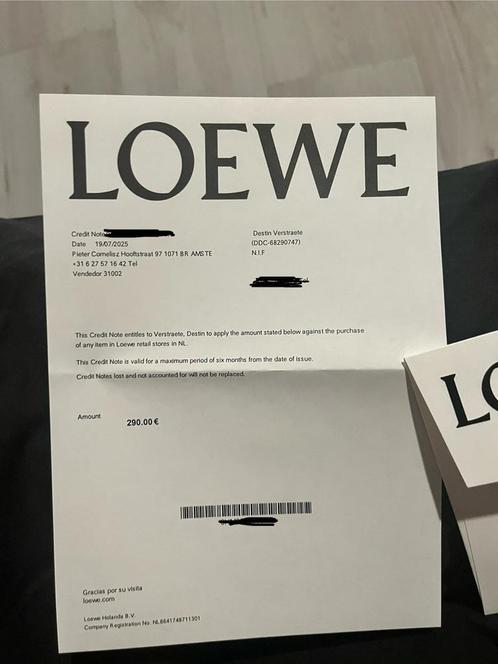 LOEWE
Credit Note
Date 19/07/2025
Pieter Cornelisz Hooftstraat 97 1071 BR AMSTE
+31 6 27 57 16 42 Tel
Vendedor 31002
Destin Verstraete
(DDC-68290747)
N.I.F
This Credit Note entitles to Verstraete, Destin to apply the amount stated below against the purchase
of any item in Loewe retail stores in NL.
This Credit Note is valid for a maximum period of six months from the date of issue.
Credit Notes lost and not accounted for will not be replaced.
Amount 290.00 €
Gracias por su visita
loewe.com
Loewe Holanda B.V.
Company Registration No. NL8641748711301
LO